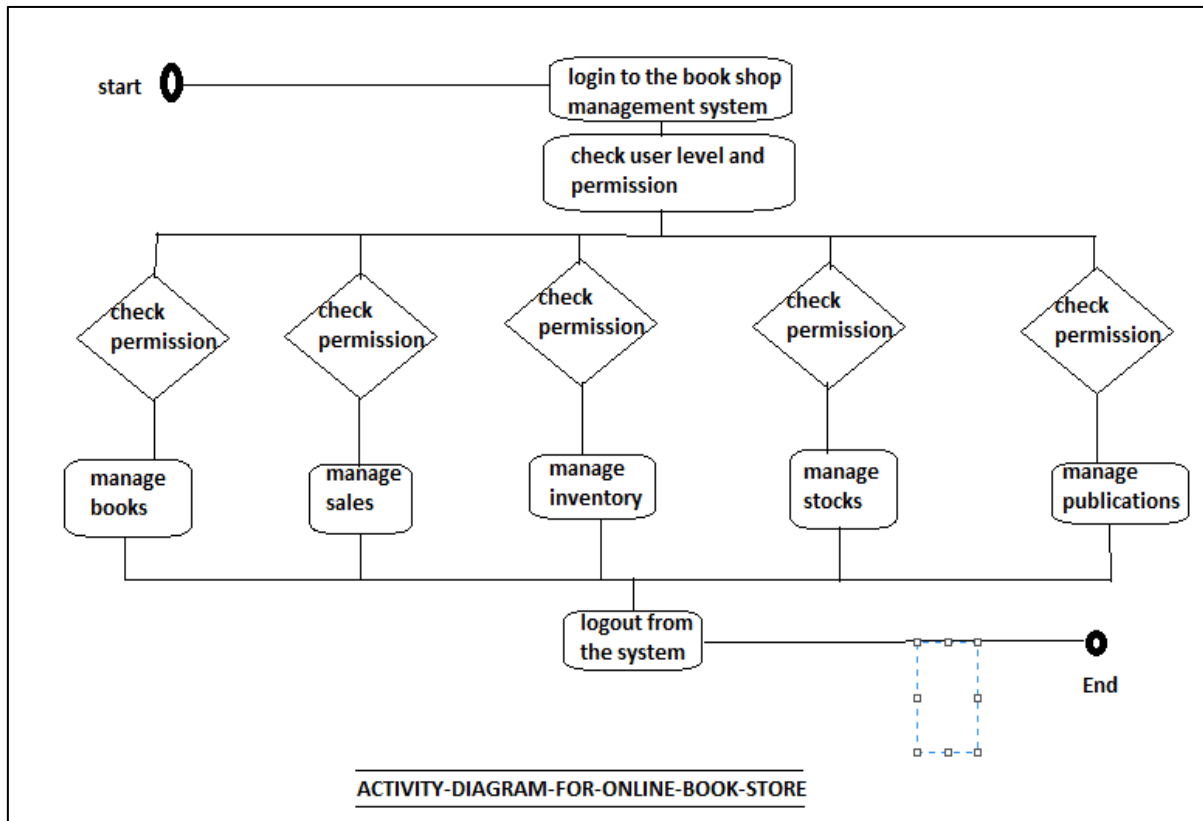 start
login to the book shop
management system
check user level and
permission
check
permission
check
permission
check
permission
check
permission
check
permission
manage
books
manage
sales
manage
inventory
manage
stocks
manage
publications
logout from
the system
End
ACTIVITY-DIAGRAM-FOR-ONLINE-BOOK-STORE